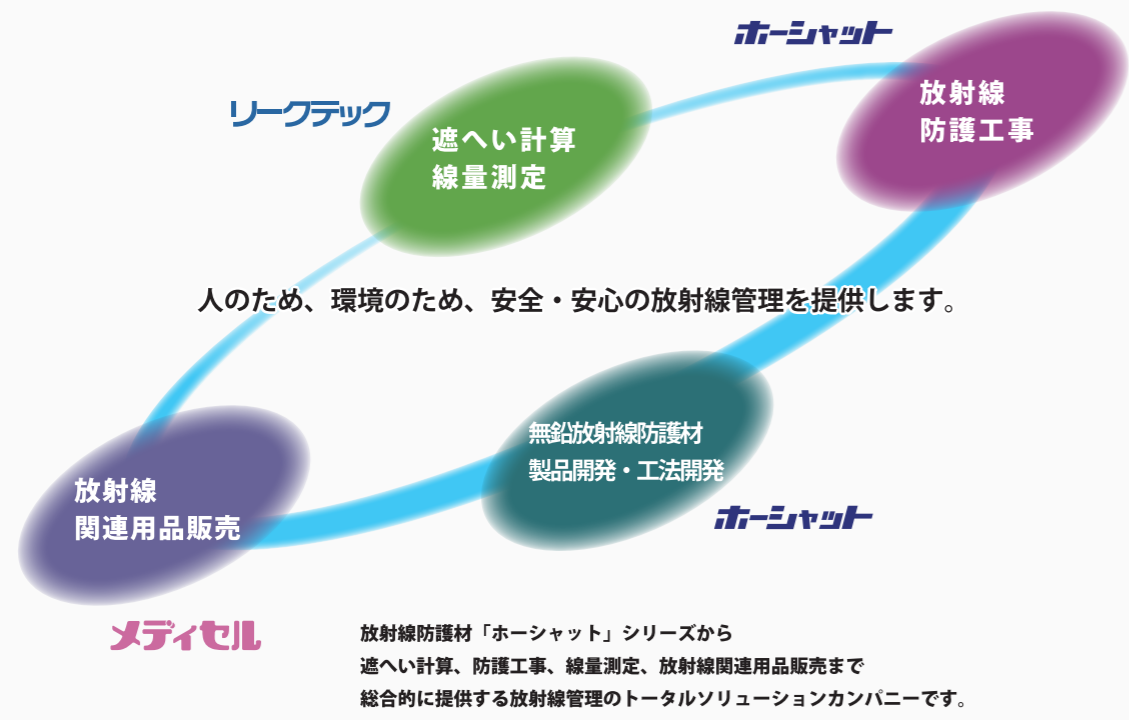 ホーシャット
放射線
防護工事
リークテック
遮へい計算
線量測定
人のため、環境のため、安全・安心の放射線管理を提供します。
無鉛放射線防護材
製品開発・工法開発
放射線
関連用品販売
ホーシャット
メディセル
放射線防護材「ホーシャット」シリーズから
遮へい計算、防護工事、線量測定、放射線関連用品販売まで
総合的に提供する放射線管理のトータルソリューションカンパニーです。